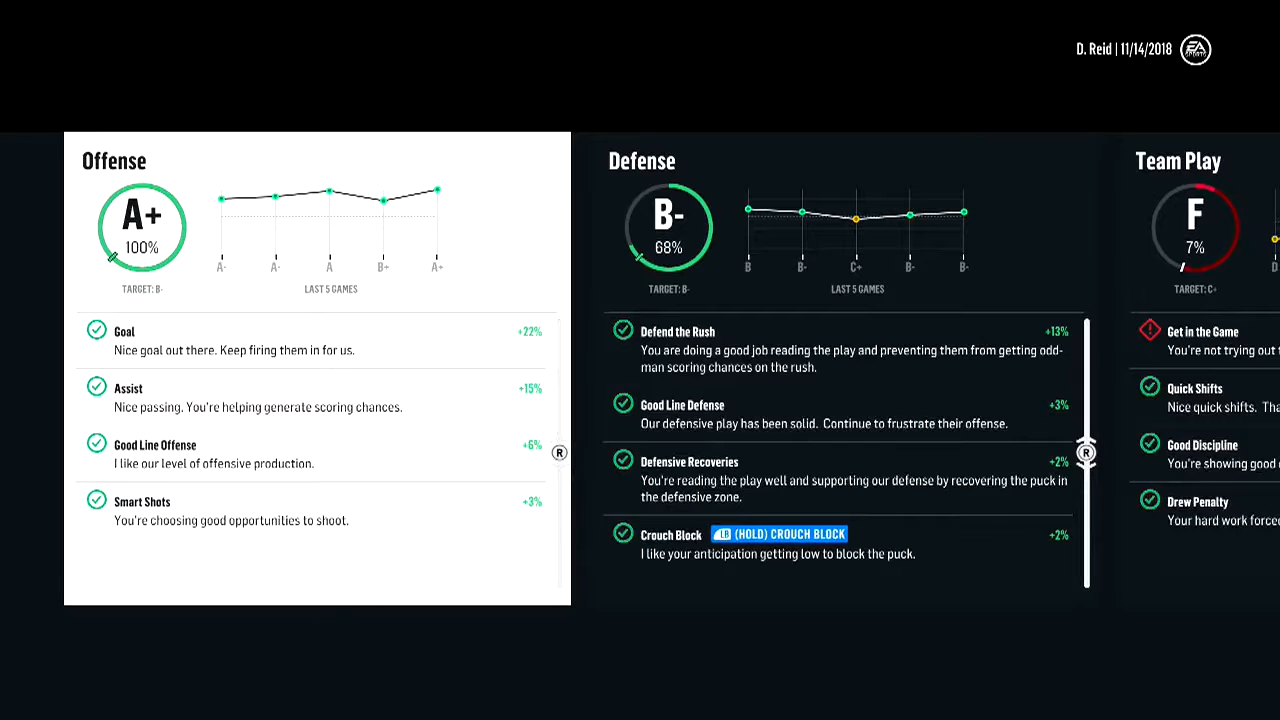 D. Reid | 11/14/2018 EA SPORTS
Offense
A+
100%
TARGET: B-
A- A- A B+ A+
LAST 5 GAMES
Goal +22%
Nice goal out there. Keep firing them in for us.
Assist +15%
Nice passing. You're helping generate scoring chances.
Good Line Offense +6%
I like our level of offensive production.
Smart Shots +3%
You're choosing good opportunities to shoot.
R
Defense
B-
68%
TARGET: B-
B B- C+ B- B-
LAST 5 GAMES
Defend the Rush +13%
You are doing a good job reading the play and preventing them from getting odd-
man scoring chances on the rush.
Good Line Defense +3%
Our defensive play has been solid. Continue to frustrate their offense.
Defensive Recoveries +2%
You're reading the play well and supporting our defense by recovering the puck in
the defensive zone.
Crouch Block LB (HOLD) CROUCH BLOCK +2%
I like your anticipation getting low to block the puck.
R
Team Play
F
7%
TARGET: C+
Get in the Game
You're not trying out
Quick Shifts
Nice quick shifts.
Good Discipline
You're showing good
Drew Penalty
Your hard work forced